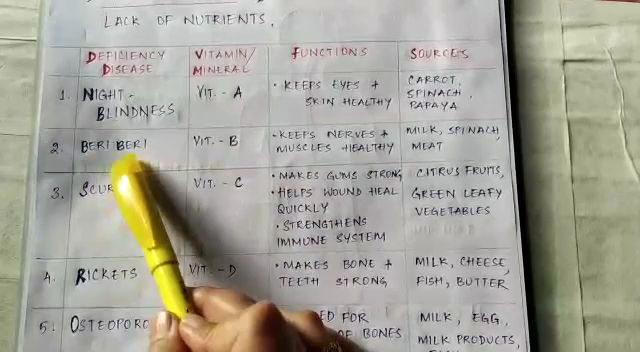 LACK OF NUTRIENTS.
DEFICIENCY DISEASE VITAMIN/ MINERAL FUNCTIONS SOURCES
1. NIGHT- BLINDNESS VIT. - A • KEEPS EYES + SKIN HEALTHY CARROT, SPINACH, PAPAYA
2. BERI BERI VIT. - B • KEEPS NERVES + MUSCLES HEALTHY MILK, SPINACH, MEAT
3. VIT. - C • MAKES GUMS STRONG • HELPS WOUND HEAL QUICKLY • STRENGTHENS IMMUNE SYSTEM CITRUS FRUITS, GREEN LEAFY VEGETABLES
4. RICKETS VIT. - D • MAKES BONE + TEETH STRONG MILK, CHEESE, FISH, BUTTER
5. FOR OF BONES MILK, EGG, MILK PRODUCTS,